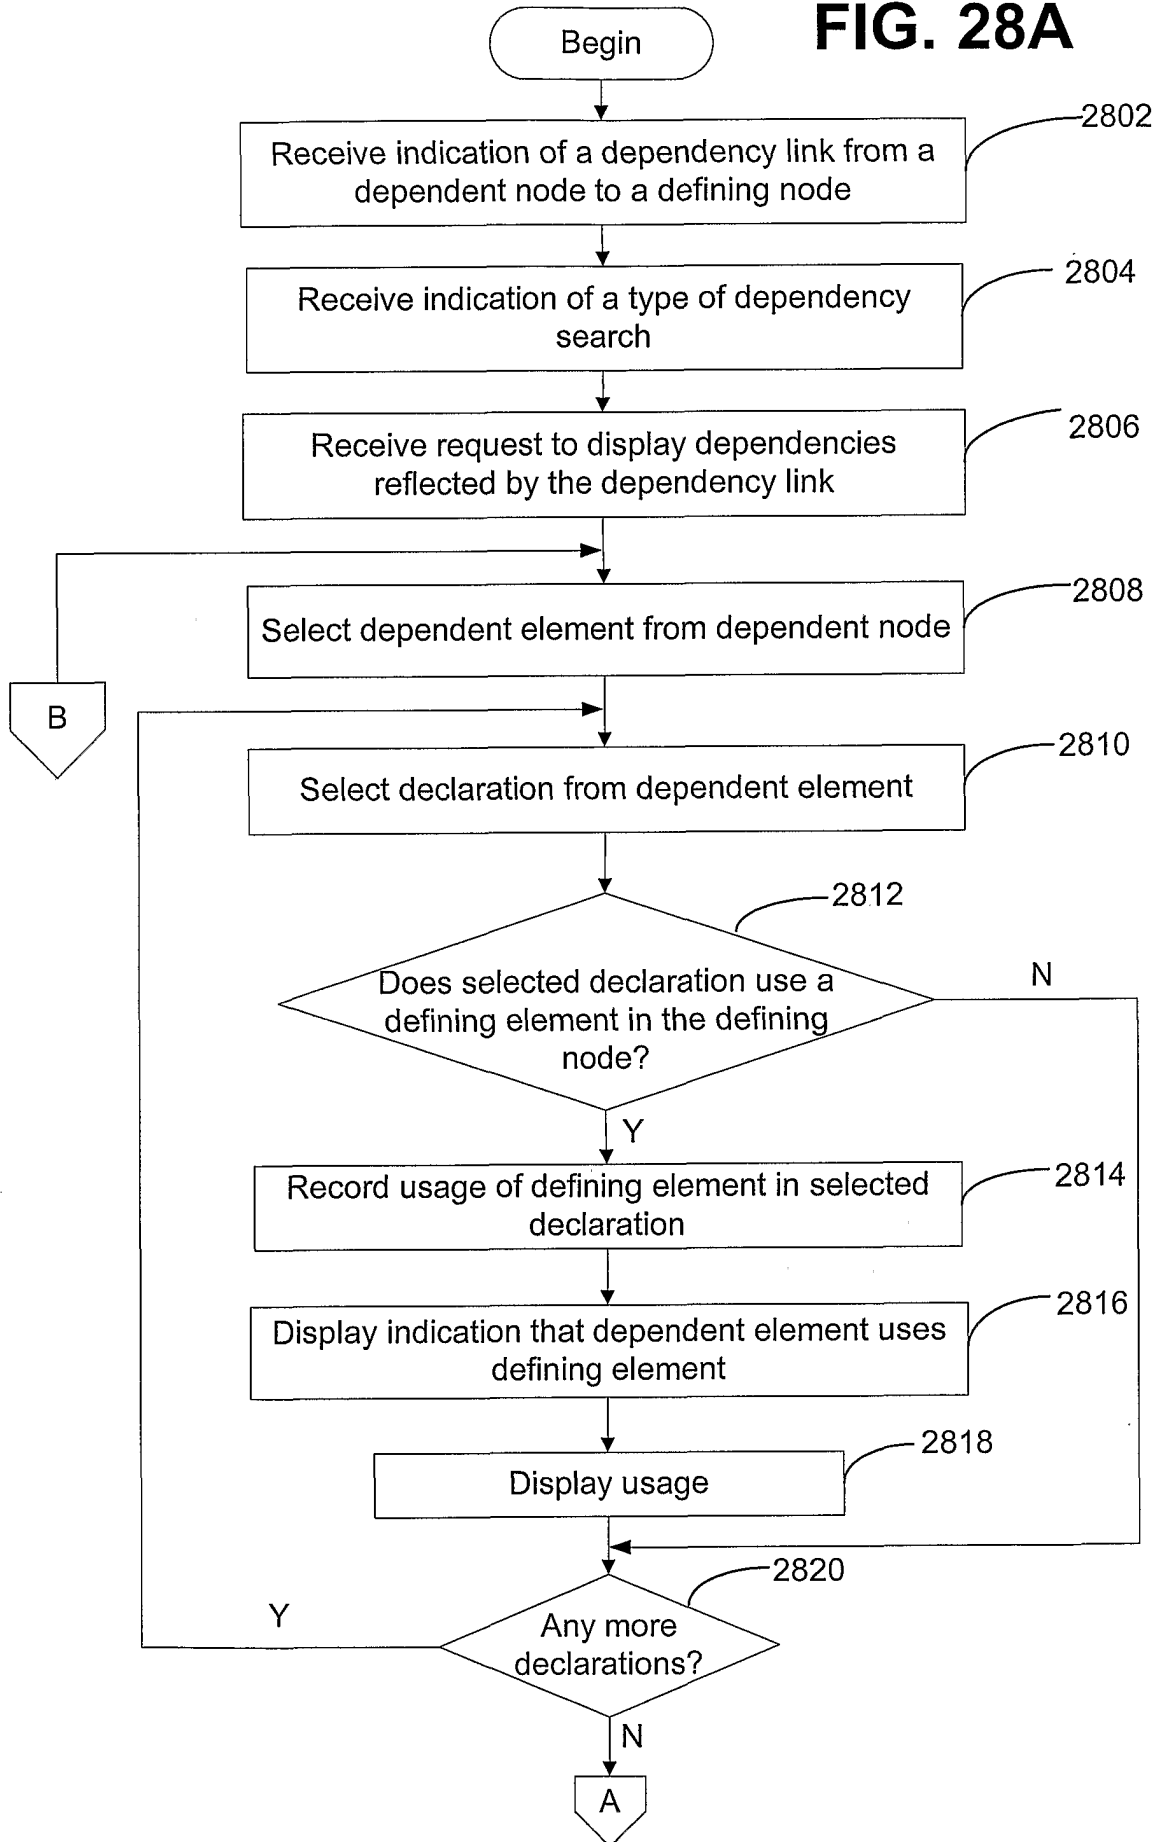 FIG. 28A
Begin
2802
Receive indication of a dependency link from a
dependent node to a defining node
2804
Receive indication of a type of dependency
search
2806
Receive request to display dependencies
reflected by the dependency link
2808
Select dependent element from dependent node
B
2810
Select declaration from dependent element
2812
Does selected declaration use a
defining element in the defining
node?
N
Y
2814
Record usage of defining element in selected
declaration
2816
Display indication that dependent element uses
defining element
2818
Display usage
2820
Any more
declarations?
Y
N
A